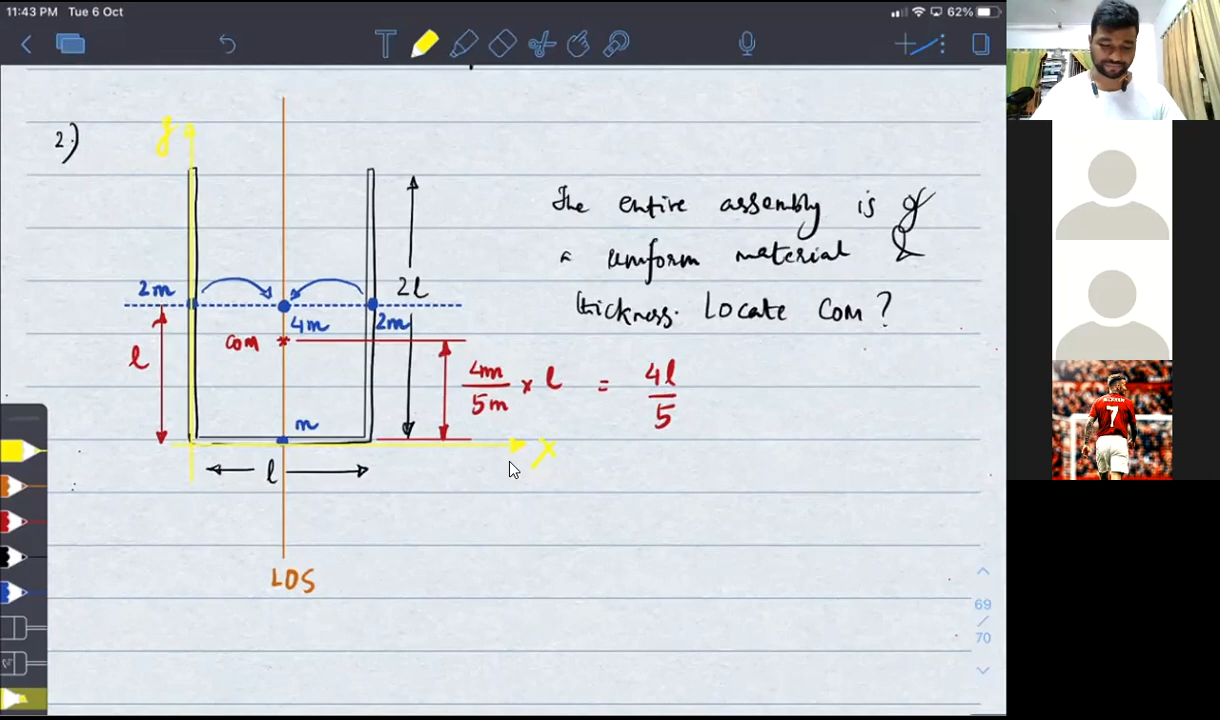 11:43 PM Tue 6 Oct
62%
2.)
y
The entire assembly is of
a uniform material &
thickness. Locate Com?
2l
2m
4m
2m
l
com
4m/5m × l = 4l/5
m
X
l
LOS
69
/
70
7